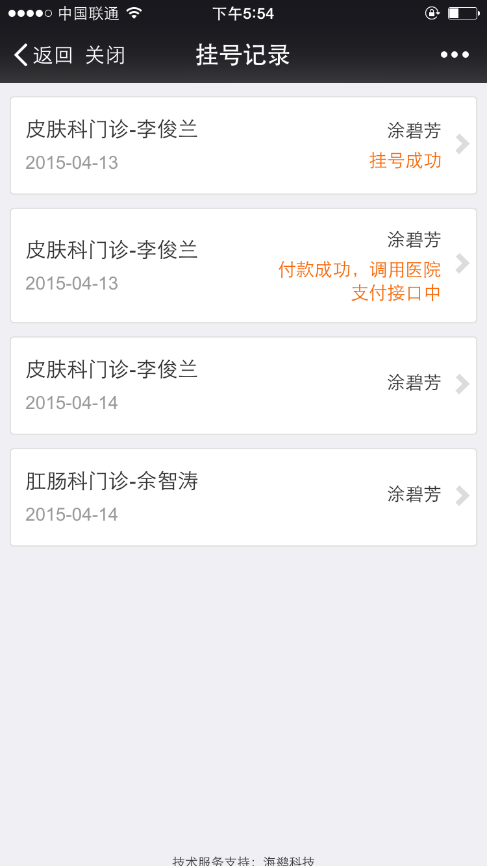 中国联通
下午5:54
返回 关闭
挂号记录
皮肤科门诊-李俊兰
涂碧芳
2015-04-13
挂号成功
皮肤科门诊-李俊兰
涂碧芳
2015-04-13
付款成功，调用医院
支付接口中
皮肤科门诊-李俊兰
涂碧芳
2015-04-14
肛肠科门诊-余智涛
涂碧芳
2015-04-14
技术服务支持：海鹚科技